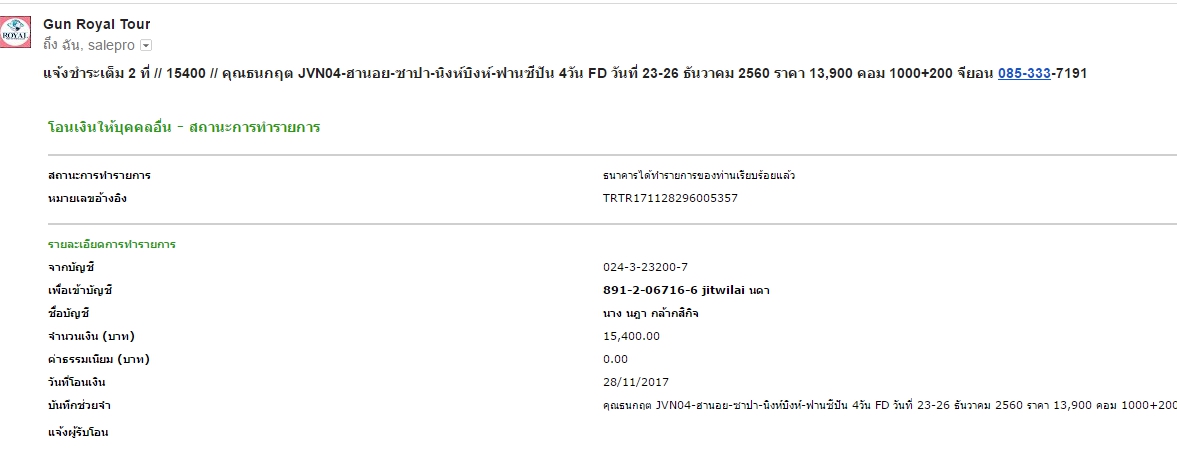 ROYAL
Gun Royal Tour
ถึง ฉัน, salepro
แจ้งชำระเต็ม 2 ที่ // 15400 // คุณธนกฤต JVN04-ฮานอย-ซาปา-นิงห์บิงห์-ฟานซีปัน 4วัน FD วันที่ 23-26 ธันวาคม 2560 ราคา 13,900 คอม 1000+200 จียอน 085-333-7191
โอนเงินให้บุคคลอื่น - สถานะการทำรายการ
สถานะการทำรายการ ธนาคารได้ทำรายการของท่านเรียบร้อยแล้ว
หมายเลขอ้างอิง TRTR171128296005357
รายละเอียดการทำรายการ
จากบัญชี 024-3-23200-7
เพื่อเข้าบัญชี 891-2-06716-6 jitwilai นดา
ชื่อบัญชี นาง นฎา กล้ากสิกิจ
จำนวนเงิน (บาท) 15,400.00
ค่าธรรมเนียม (บาท) 0.00
วันที่โอนเงิน 28/11/2017
บันทึกช่วยจำ คุณธนกฤต JVN04-ฮานอย-ซาปา-นิงห์บิงห์-ฟานซีปัน 4วัน FD วันที่ 23-26 ธันวาคม 2560 ราคา 13,900 คอม 1000+200
แจ้งผู้รับโอน